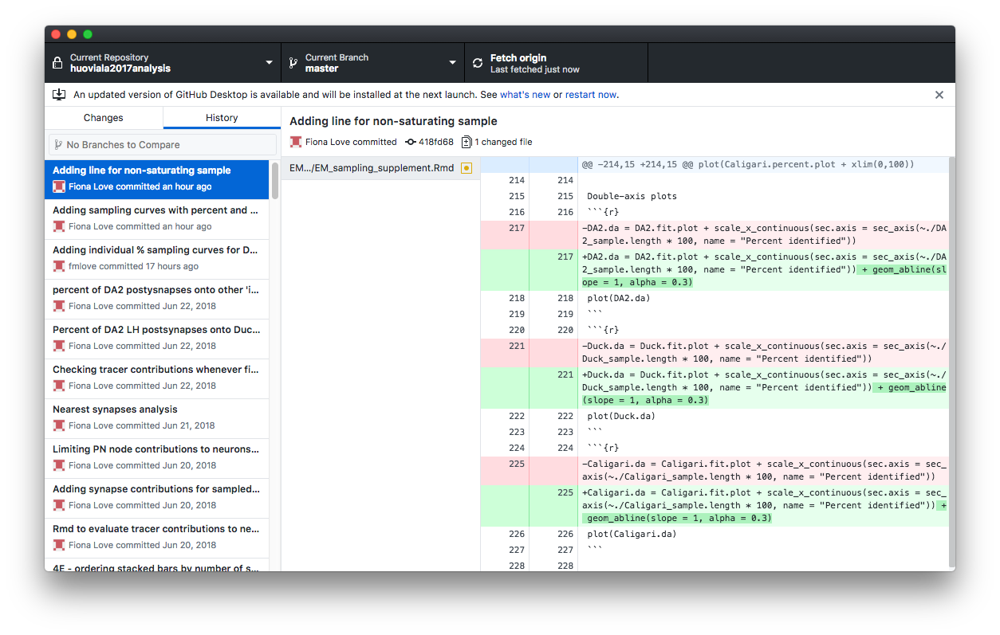 Current Repository
huoviala2017analysis
Current Branch
master
Fetch origin
Last fetched just now
An updated version of GitHub Desktop is available and will be installed at the next launch. See what's new or restart now.
Changes
History
No Branches to Compare
Adding line for non-saturating sample
Fiona Love committed an hour ago
Adding sampling curves with percent and ...
Fiona Love committed an hour ago
Adding individual % sampling curves for D...
fmlove committed 17 hours ago
percent of DA2 postysnapses onto other 'i...
Fiona Love committed Jun 22, 2018
Percent of DA2 LH postsynapses onto Duc...
Fiona Love committed Jun 22, 2018
Checking tracer contributions whenever fi...
Fiona Love committed Jun 22, 2018
Nearest synapses analysis
Fiona Love committed Jun 21, 2018
Limiting PN node contributions to neurons...
Fiona Love committed Jun 20, 2018
Adding synapse contributions for sampled...
Fiona Love committed Jun 20, 2018
Rmd to evaluate tracer contributions to ne...
Fiona Love committed Jun 20, 2018
4E - ordering stacked bars by number of s...
Adding line for non-saturating sample
Fiona Love committed 418fd68 1 changed file
EM.../EM_sampling_supplement.Rmd
@@ -214,15 +214,15 @@ plot(Caligari.percent.plot + xlim(0,100))
214 214
215 215 Double-axis plots
216 216 ```{r}
217 -DA2.da = DA2.fit.plot + scale_x_continuous(sec.axis = sec_axis(~./DA
2_sample.length * 100, name = "Percent identified"))
217 +DA2.da = DA2.fit.plot + scale_x_continuous(sec.axis = sec_axis(~./DA
2_sample.length * 100, name = "Percent identified")) + geom_abline(sl
ope = 1, alpha = 0.3)
218 218 plot(DA2.da)
219 219 ```
220 220 ```{r}
221 -Duck.da = Duck.fit.plot + scale_x_continuous(sec.axis = sec_axis(~./
Duck_sample.length * 100, name = "Percent identified"))
221 +Duck.da = Duck.fit.plot + scale_x_continuous(sec.axis = sec_axis(~./
Duck_sample.length * 100, name = "Percent identified")) + geom_abline
(slope = 1, alpha = 0.3)
222 222 plot(Duck.da)
223 223 ```
224 224 ```{r}
225 -Caligari.da = Caligari.fit.plot + scale_x_continuous(sec.axis = sec_
axis(~./Caligari_sample.length * 100, name = "Percent identified"))
225 +Caligari.da = Caligari.fit.plot + scale_x_continuous(sec.axis = sec_
axis(~./Caligari_sample.length * 100, name = "Percent identified")) +
geom_abline(slope = 1, alpha = 0.3)
226 226 plot(Caligari.da)
227 227 ```
228 228